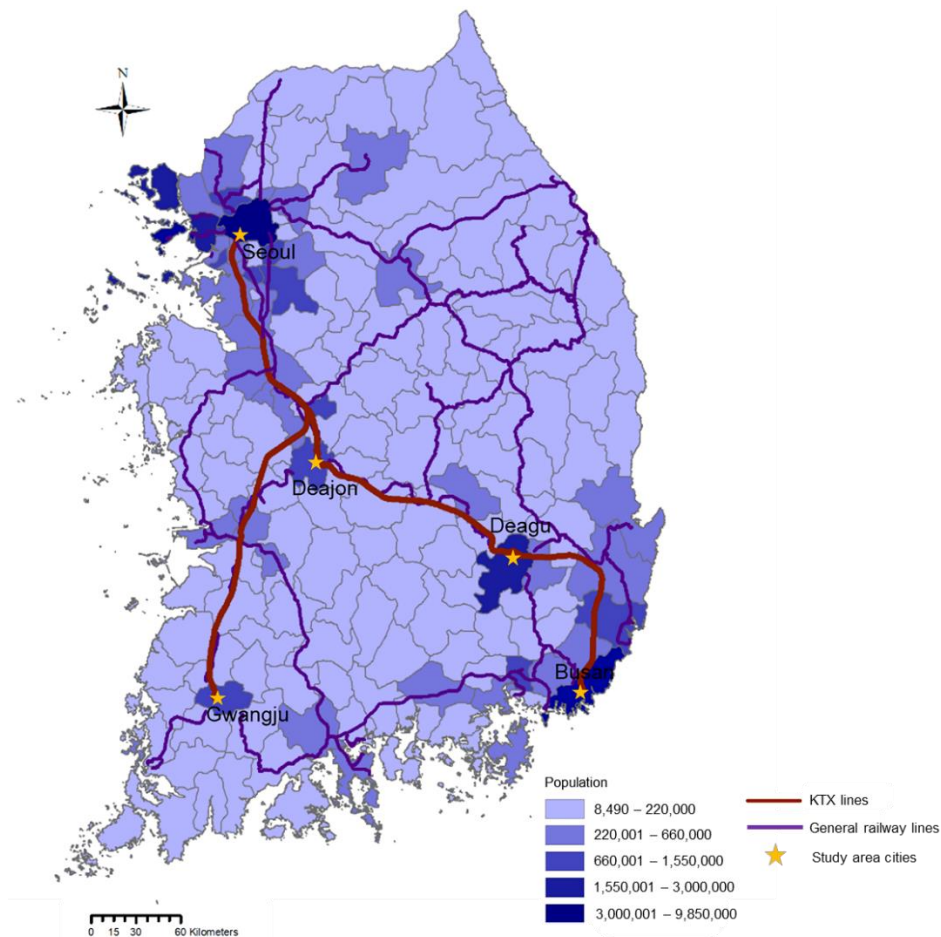 N
Seoul
Deajon
Deagu
Busan
Gwangju
Population
8,490 – 220,000
220,001 – 660,000
660,001 – 1,550,000
1,550,001 – 3,000,000
3,000,001 – 9,850,000
KTX lines
General railway lines
Study area cities
0 15 30 60 Kilometers